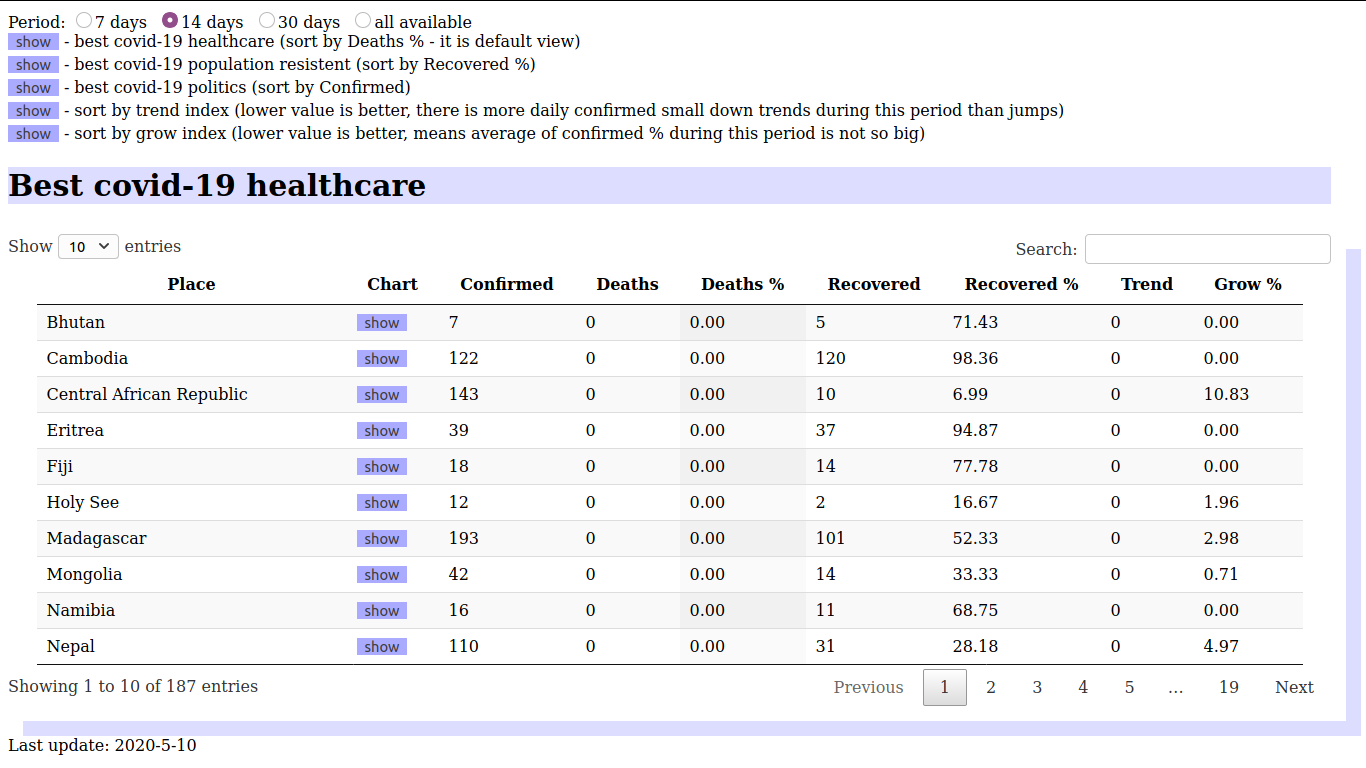 Period: 7 days 14 days 30 days all available
show - best covid-19 healthcare (sort by Deaths % - it is default view)
show - best covid-19 population resistent (sort by Recovered %)
show - best covid-19 politics (sort by Confirmed)
show - sort by trend index (lower value is better, there is more daily confirmed small down trends during this period than jumps)
show - sort by grow index (lower value is better, means average of confirmed % during this period is not so big)
Best covid-19 healthcare
Show 10 entries Search:
Place Chart Confirmed Deaths Deaths % Recovered Recovered % Trend Grow %
Bhutan show 7 0 0.00 5 71.43 0 0.00
Cambodia show 122 0 0.00 120 98.36 0 0.00
Central African Republic show 143 0 0.00 10 6.99 0 10.83
Eritrea show 39 0 0.00 37 94.87 0 0.00
Fiji show 18 0 0.00 14 77.78 0 0.00
Holy See show 12 0 0.00 2 16.67 0 1.96
Madagascar show 193 0 0.00 101 52.33 0 2.98
Mongolia show 42 0 0.00 14 33.33 0 0.71
Namibia show 16 0 0.00 11 68.75 0 0.00
Nepal show 110 0 0.00 31 28.18 0 4.97
Showing 1 to 10 of 187 entries Previous 1 2 3 4 5 … 19 Next
Last update: 2020-5-10